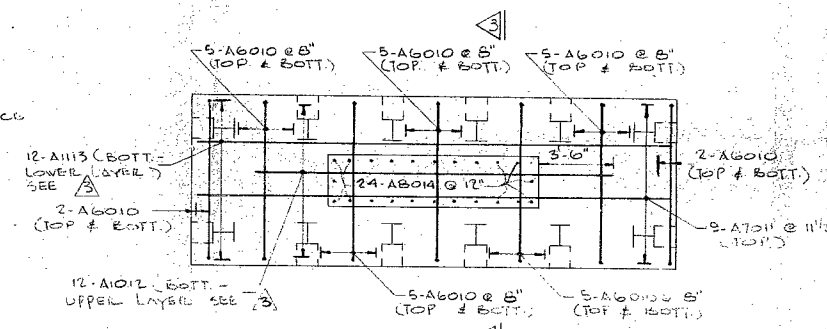 3
5-A6010 @ 8"
(TOP & BOTT.)
5-A6010 @ 8"
(TOP & BOTT.)
5-A6010 @ 8"
(TOP & BOTT.)
12-A1113 (BOTT.-
LOWER LAYER)
SEE 3
3'-6"
2-A6010
(TOP & BOTT.)
24-A8014 @ 12"
2-A6010
(TOP & BOTT.)
9-A7011 @
(TOP)
12-A1012 (BOTT.-
UPPER LAYER SEE 3)
5-A6010 @ 8"
(TOP & BOTT.)
5-A6010 @ 8"
(TOP & BOTT.)